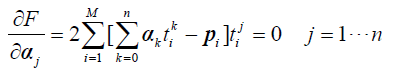 ∂F/∂α_j = 2∑_{i=1}^{M}[∑_{k=0}^{n} α_k t_i^k − p_i]t_i^j = 0 j = 1⋯n